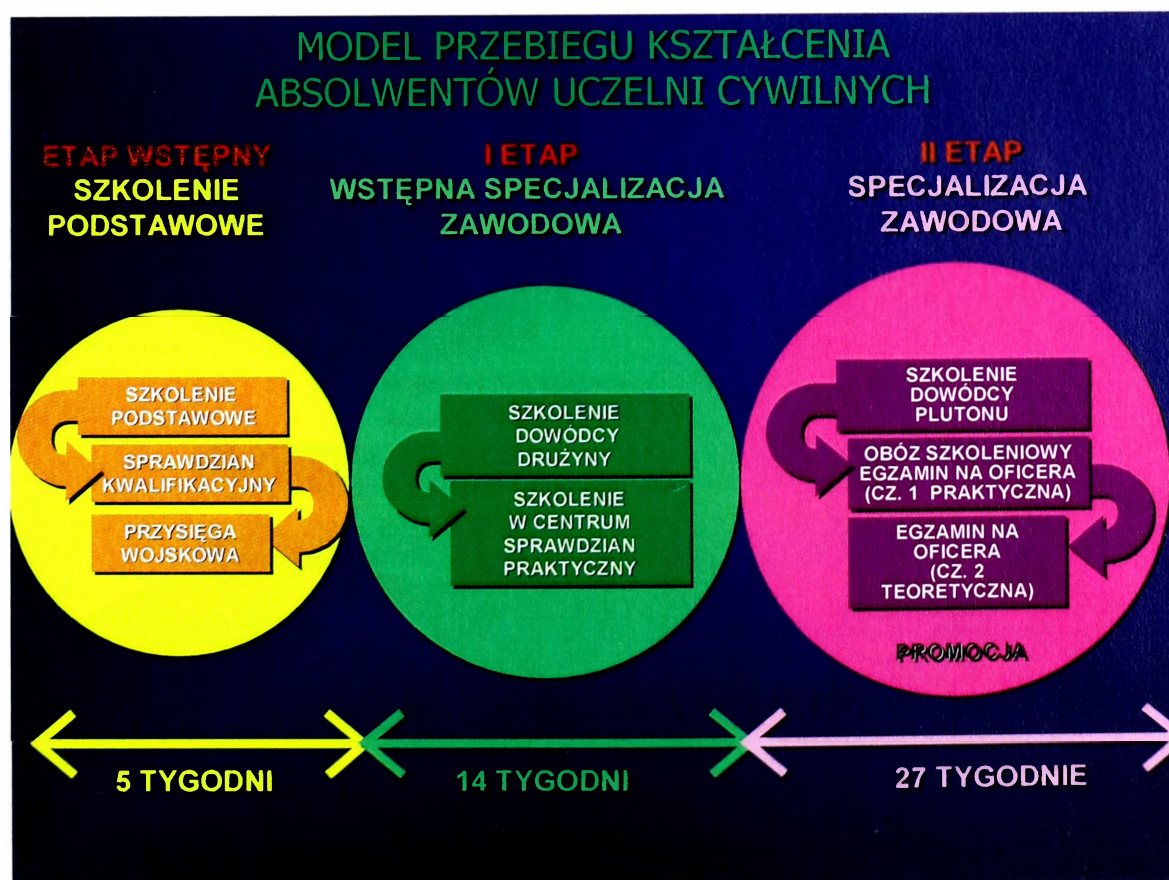 MODEL PRZEBIEGU KSZTAŁCENIA
ABSOLWENTÓW UCZELNI CYWILNYCH
ETAP WSTĘPNY
SZKOLENIE
PODSTAWOWE
I ETAP
WSTĘPNA SPECJALIZACJA
ZAWODOWA
II ETAP
SPECJALIZACJA
ZAWODOWA
SZKOLENIE
PODSTAWOWE
SPRAWDZIAN
KWALIFIKACYJNY
PRZYSIĘGA
WOJSKOWA
SZKOLENIE
DOWÓDCY
DRUŻYNY
SZKOLENIE
W CENTRUM
SPRAWDZIAN
PRAKTYCZNY
SZKOLENIE
DOWÓDCY
PLUTONU
OBÓZ SZKOLENIOWY
EGZAMIN NA OFICERA
(CZ. 1 PRAKTYCZNA)
EGZAMIN NA
OFICERA
(CZ. 2
TEORETYCZNA)
PROMOCJA
5 TYGODNI
14 TYGODNI
27 TYGODNIE